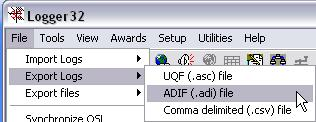 Logger32
File Tools View Awards Setup Utilities Help
Import Logs
Export Logs
UQF (.asc) file
Export files
ADIF (.adi) file
Comma delimited (.csv) file
Synchronize QSL